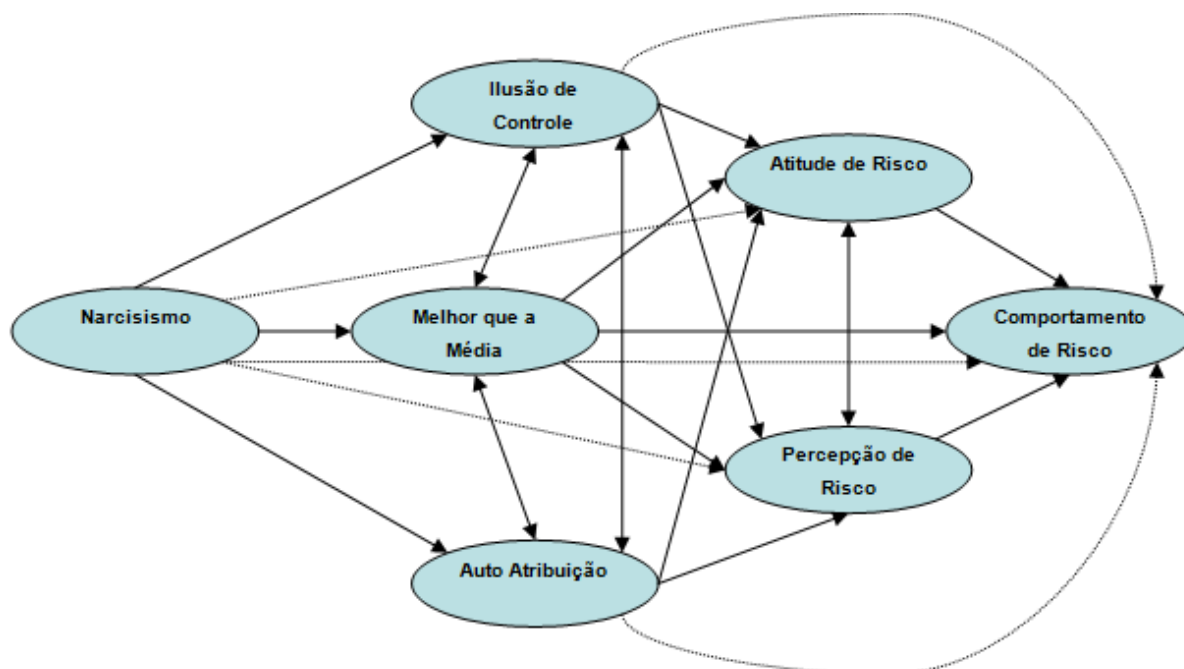 Ilusão de
Controle
Atitude de Risco
Narcisismo
Melhor que a
Média
Comportamento
de Risco
Percepção de
Risco
Auto Atribuição